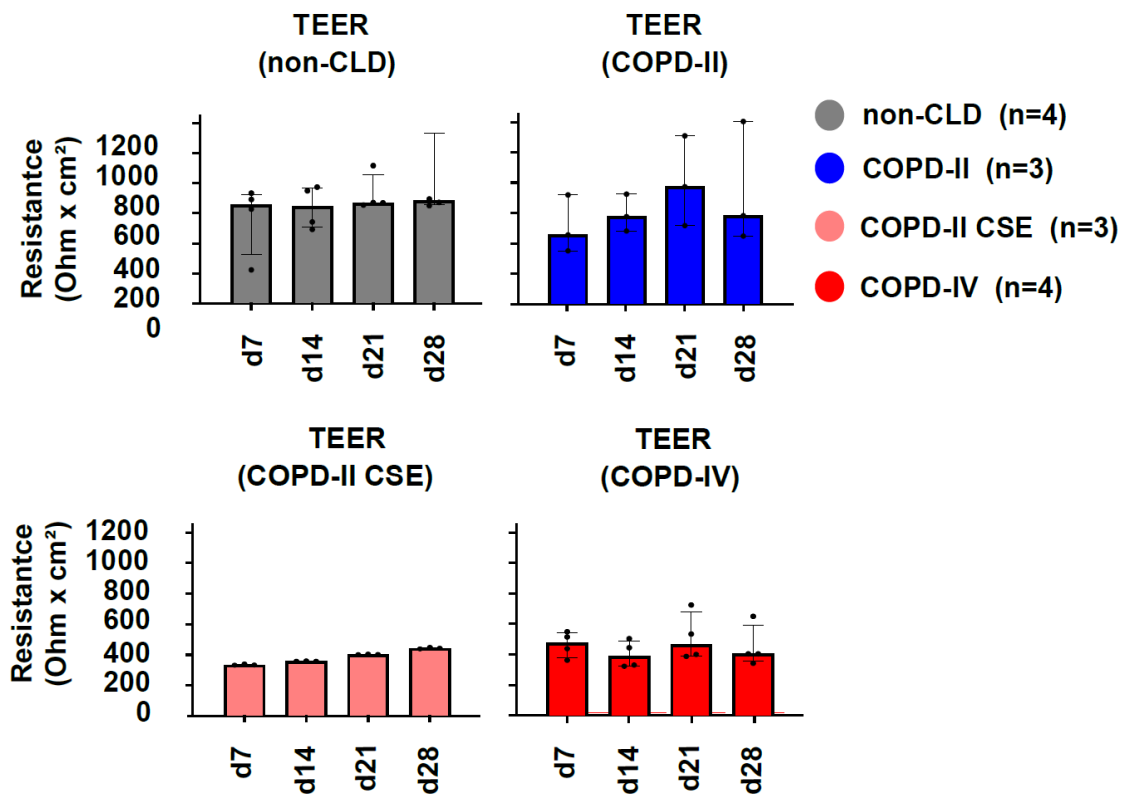 TEER
(non-CLD)
TEER
(COPD-II)
Resistantce
(Ohm x cm²)
1200
1000
800
600
400
200
0
d7
d14
d21
d28
d7
d14
d21
d28
non-CLD (n=4)
COPD-II (n=3)
COPD-II CSE (n=3)
COPD-IV (n=4)
TEER
(COPD-II CSE)
TEER
(COPD-IV)
Resistantce
(Ohm x cm²)
1200
1000
800
600
400
200
0
d7
d14
d21
d28
d7
d14
d21
d28